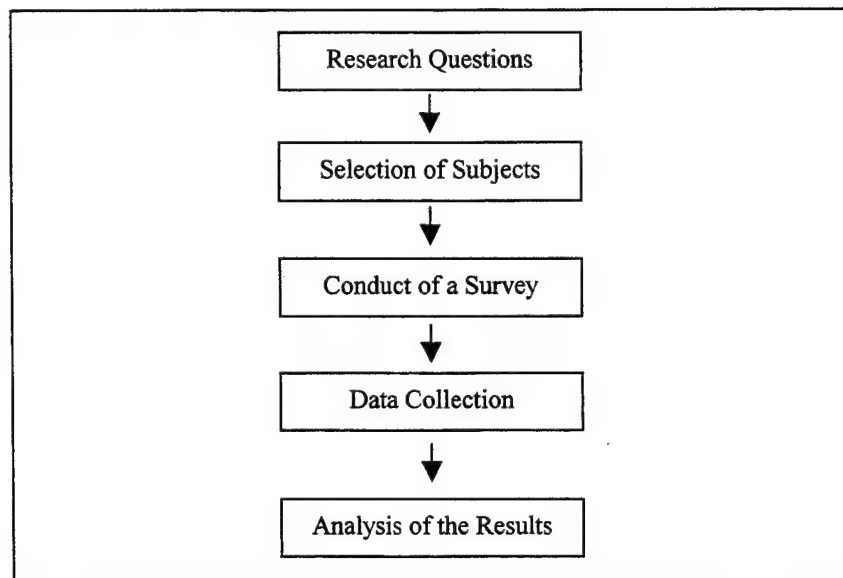 Research Questions
Selection of Subjects
Conduct of a Survey
Data Collection
Analysis of the Results